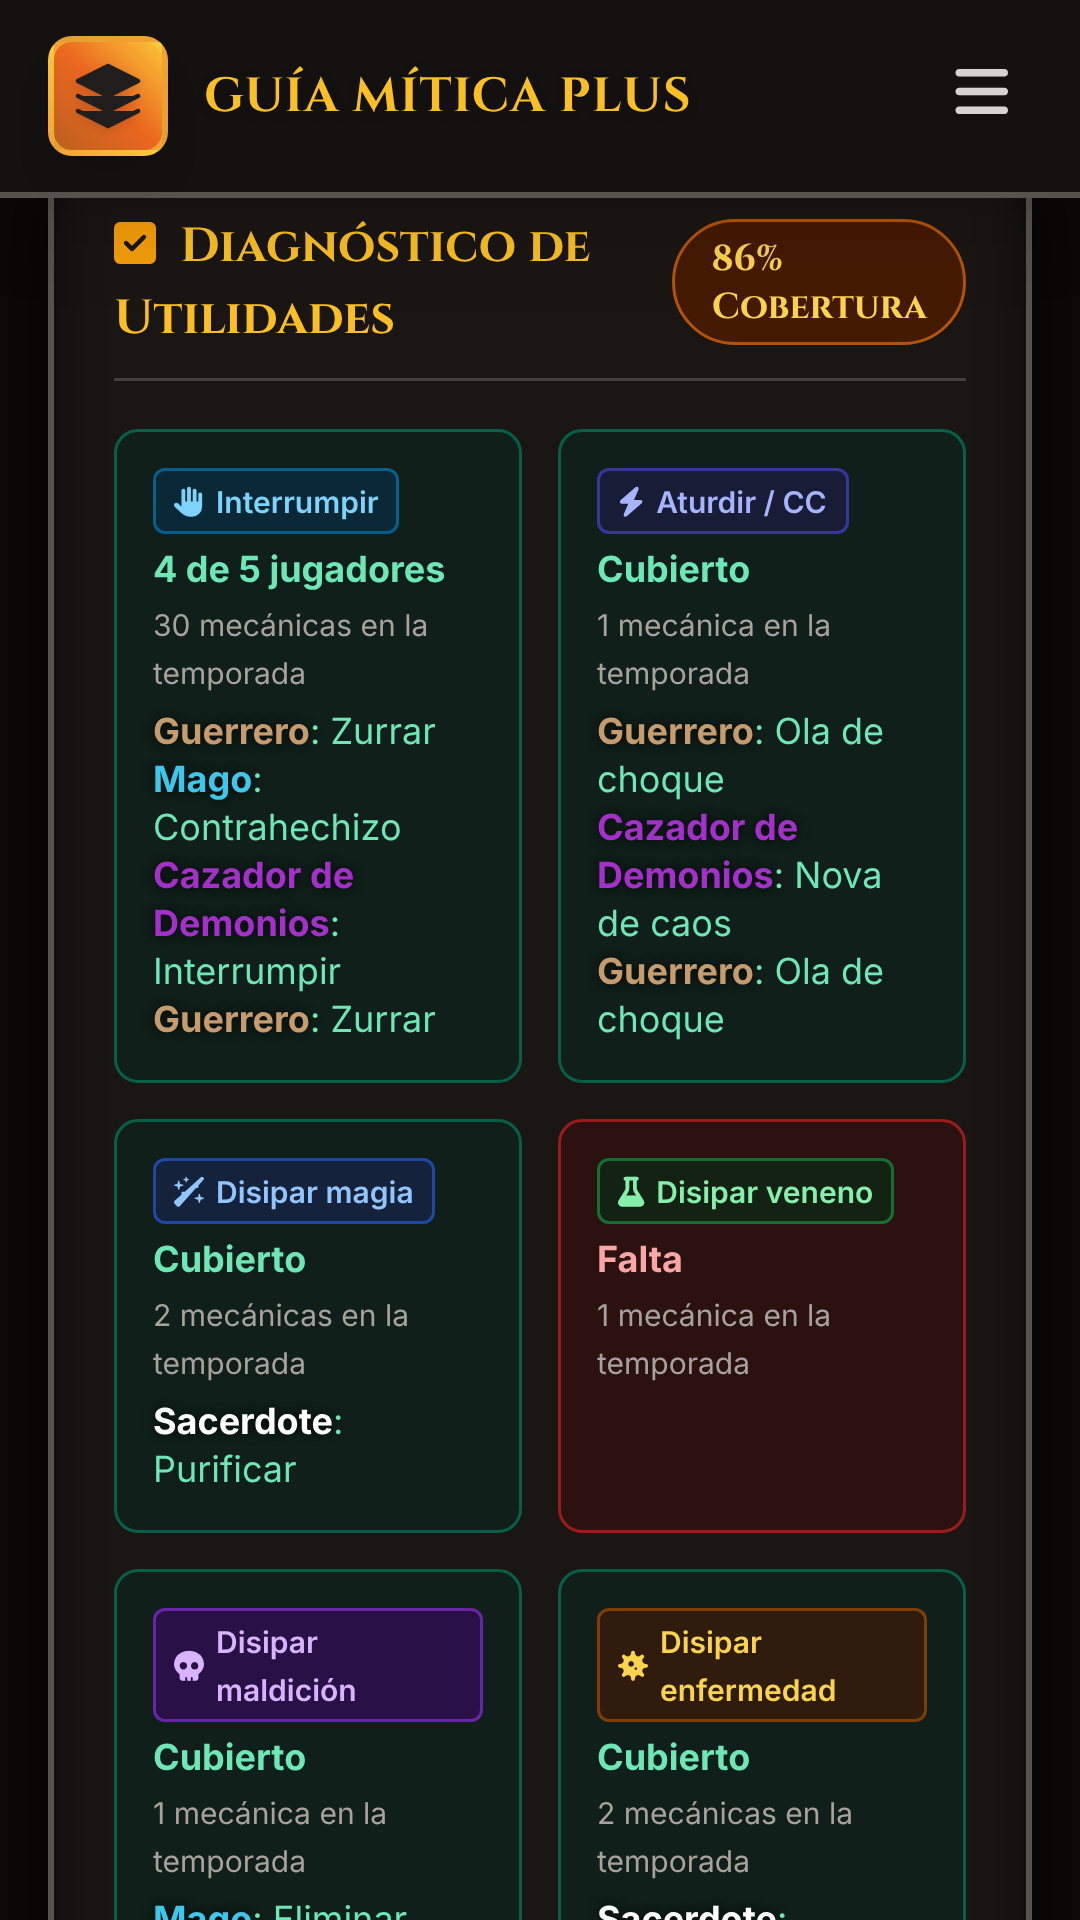 GUÍA MÍTICA PLUS
Diagnóstico de
Utilidades
86%
Cobertura
Interrumpir
4 de 5 jugadores
30 mecánicas en la
temporada
Guerrero: Zurrar
Mago:
Contrahechizo
Cazador de
Demonios:
Interrumpir
Guerrero: Zurrar
Aturdir / CC
Cubierto
1 mecánica en la
temporada
Guerrero: Ola de
choque
Cazador de
Demonios: Nova
de caos
Guerrero: Ola de
choque
Disipar magia
Cubierto
2 mecánicas en la
temporada
Sacerdote:
Purificar
Disipar veneno
Falta
1 mecánica en la
temporada
Disipar
maldición
Cubierto
1 mecánica en la
temporada
Mago: Eliminar
Disipar
enfermedad
Cubierto
2 mecánicas en la
temporada
Sacerdote: